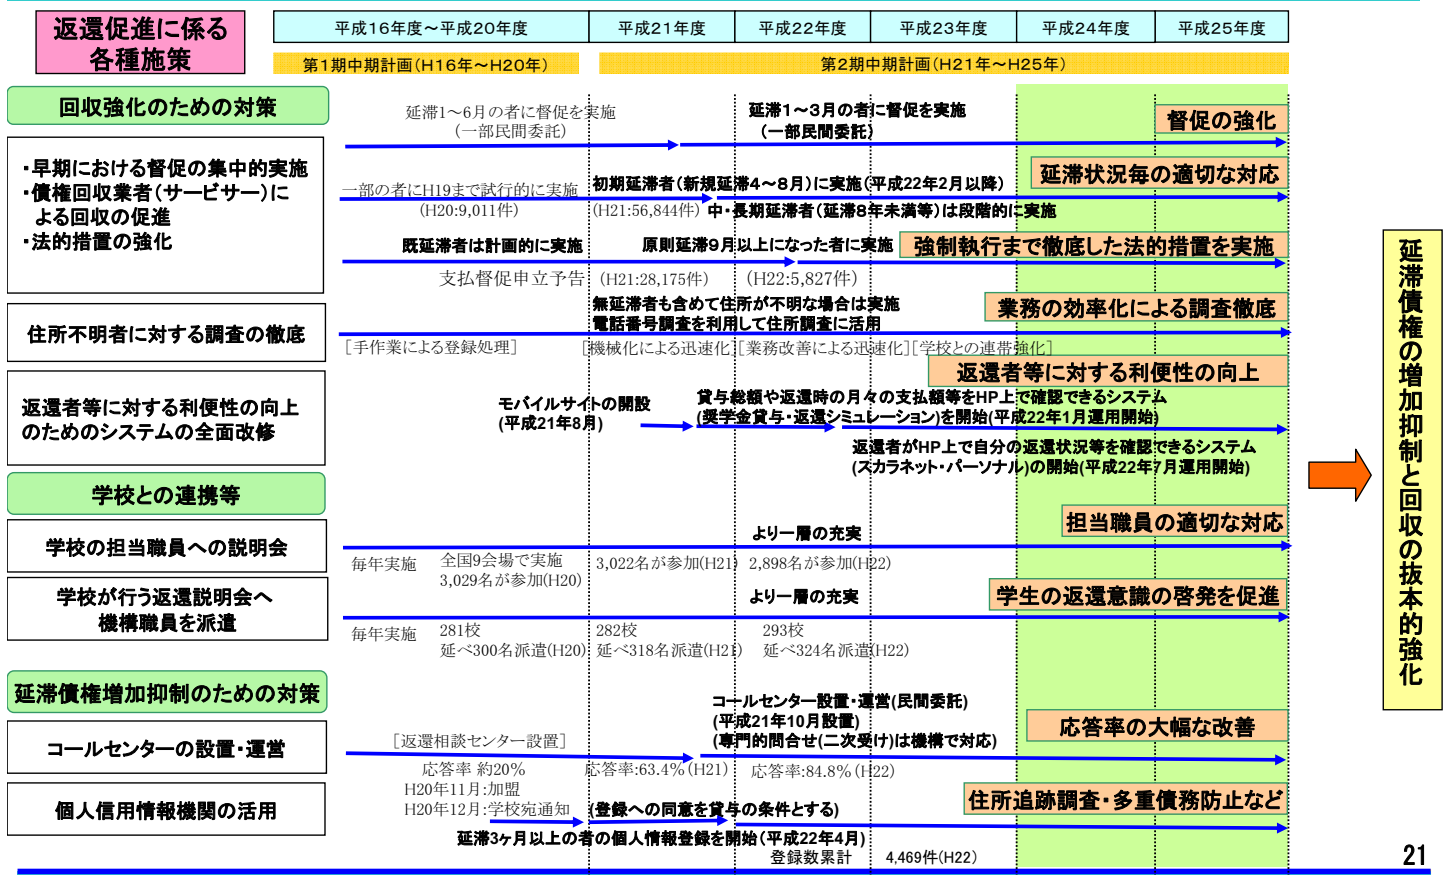 返還促進に係る
各種施策
平成16年度～平成20年度
平成21年度
平成22年度
平成23年度
平成24年度
平成25年度
第1期中期計画(H16年～H20年)
第2期中期計画(H21年～H25年)
回収強化のための対策
・早期における督促の集中的実施
・債権回収業者(サービサー)に
よる回収の促進
・法的措置の強化
延滞1～6月の者に督促を実施
(一部民間委託)
延滞1～3月の者に督促を実施
(一部民間委託)
督促の強化
一部の者にH19まで試行的に実施
(H20:9,011件)
初期延滞者(新規延滞4～8月)に実施(平成22年2月以降)
(H21:56,844件)
中・長期延滞者(延滞8年未満等)は段階的に実施
延滞状況毎の適切な対応
既延滞者は計画的に実施
原則延滞9月以上になった者に実施
強制執行まで徹底した法的措置を実施
支払督促申立予告
(H21:28,175件)
(H22:5,827件)
住所不明者に対する調査の徹底
無延滞者も含めて住所が不明な場合は実施
電話番号調査を利用して住所調査に活用
業務の効率化による調査徹底
[手作業による登録処理]
[機械化による迅速化]
[業務改善による迅速化]
[学校との連帯強化]
返還者等に対する利便性の向上
のためのシステムの全面改修
返還者等に対する利便性の向上
モバイルサイトの開設
(平成21年8月)
貸与総額や返還時の月々の支払額等をHP上で確認できるシステム
(奨学金貸与・返還シミュレーション)を開始(平成22年1月運用開始)
返還者がHP上で自分の返還状況等を確認できるシステム
(スカラネット・パーソナル)の開始(平成22年7月運用開始)
学校との連携等
学校の担当職員への説明会
より一層の充実
担当職員の適切な対応
毎年実施
全国9会場で実施
3,029名が参加(H20)
3,022名が参加(H21)
2,898名が参加(H22)
学校が行う返還説明会へ
機構職員を派遣
より一層の充実
学生の返還意識の啓発を促進
毎年実施
281校
延べ300名派遣(H20)
282校
延べ318名派遣(H21)
293校
延べ324名派遣(H22)
延滞債権増加抑制のための対策
コールセンターの設置・運営
[返還相談センター設置]
コールセンター設置・運営(民間委託)
(平成21年10月設置)
(専門的問合せ(二次受け)は機構で対応)
応答率の大幅な改善
応答率 約20％
応答率:63.4％(H21)
応答率:84.8％(H22)
個人信用情報機関の活用
H20年11月:加盟
H20年12月:学校宛通知
(登録への同意を貸与の条件とする)
住所追跡調査・多重債務防止など
延滞3ヶ月以上の者の個人情報登録を開始(平成22年4月)
登録数累計
4,469件(H22)
延滞債権の増加抑制と回収の抜本的強化
21